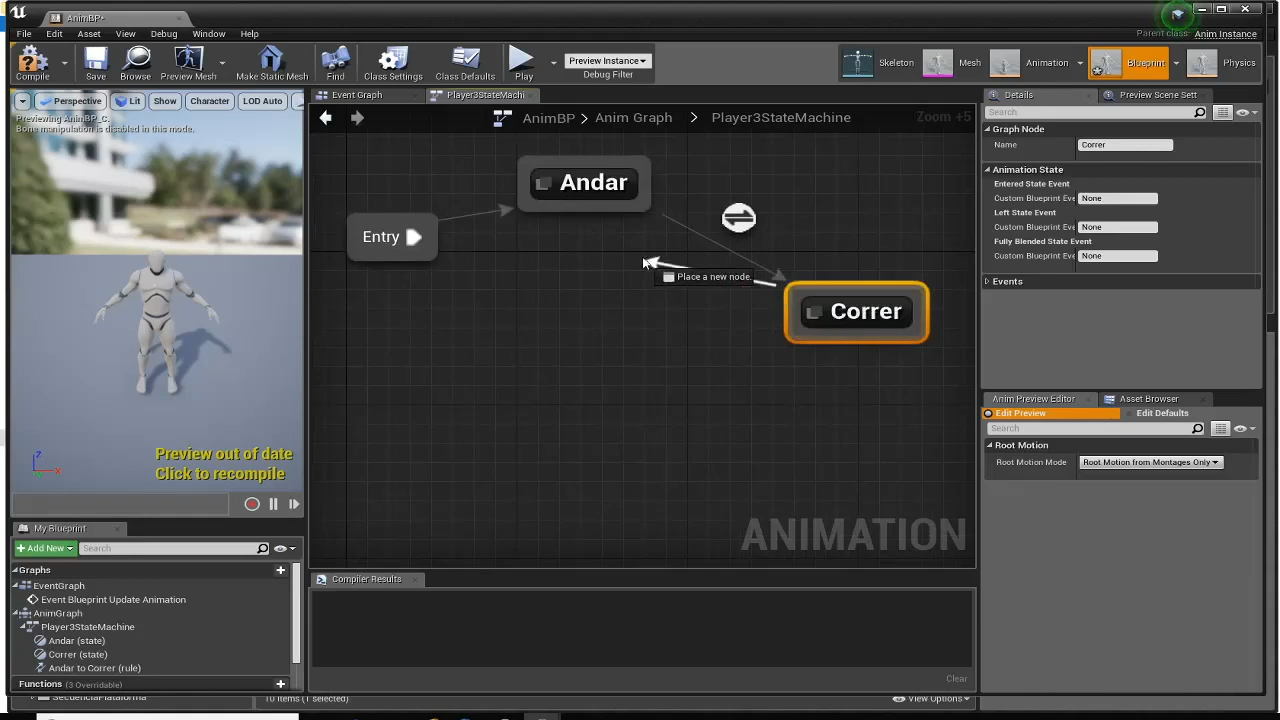 AnimBP*
File Edit Asset View Debug Window Help
Parent class: Anim Instance
Compile Save Browse Preview Mesh Make Static Mesh Find Class Settings Class Defaults Play
Preview Instance
Debug Filter
Skeleton Mesh Animation Blueprint Physics
Perspective Lit Show Character LOD Auto
Previewing AnimBP_C.
Bone manipulation is disabled in this mode.
Preview out of date
Click to recompile
Z
X
Event Graph Player3StateMachi
AnimBP > Anim Graph > Player3StateMachine
Zoom +5
Andar
Entry
Place a new node.
Correr
ANIMATION
Details Preview Scene Sett
Search
Graph Node
Name Correr
Animation State
Entered State Event
Custom Blueprint Eve None
Left State Event
Custom Blueprint Eve None
Fully Blended State Event
Custom Blueprint Eve None
Events
Anim Preview Editor Asset Browser
Edit Preview Edit Defaults
Search
Root Motion
Root Motion Mode Root Motion from Montages Only
My Blueprint
Add New Search
Graphs
EventGraph
Event Blueprint Update Animation
AnimGraph
Player3StateMachine
Andar (state)
Correr (state)
Andar to Correr (rule)
Functions (3 Overridable)
Compiler Results
Clear
10 items (1 selected)
View Options